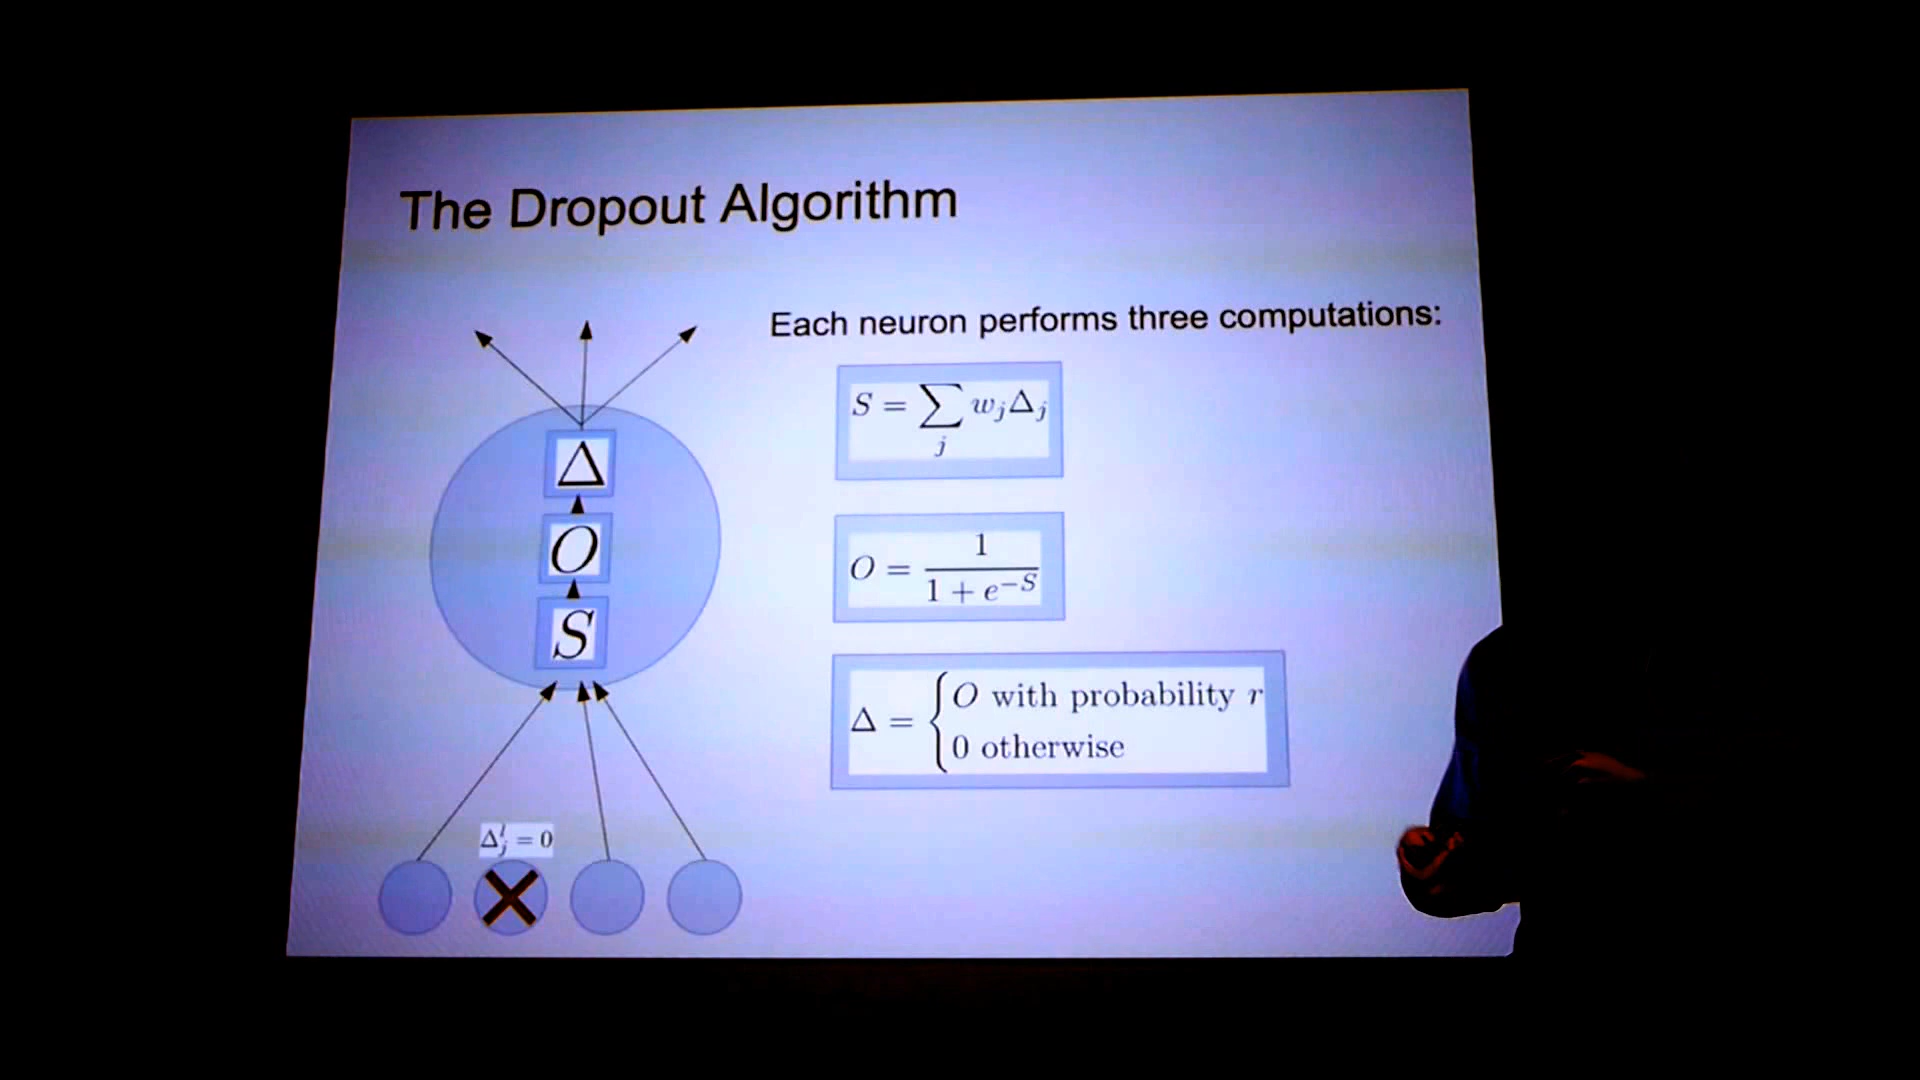 The Dropout Algorithm
Each neuron performs three computations:
S = ∑_j w_j Δ_j
O = 1 / (1 + e^{-S})
Δ = { O with probability r
0 otherwise
Δ
O
S
Δ_j^l = 0